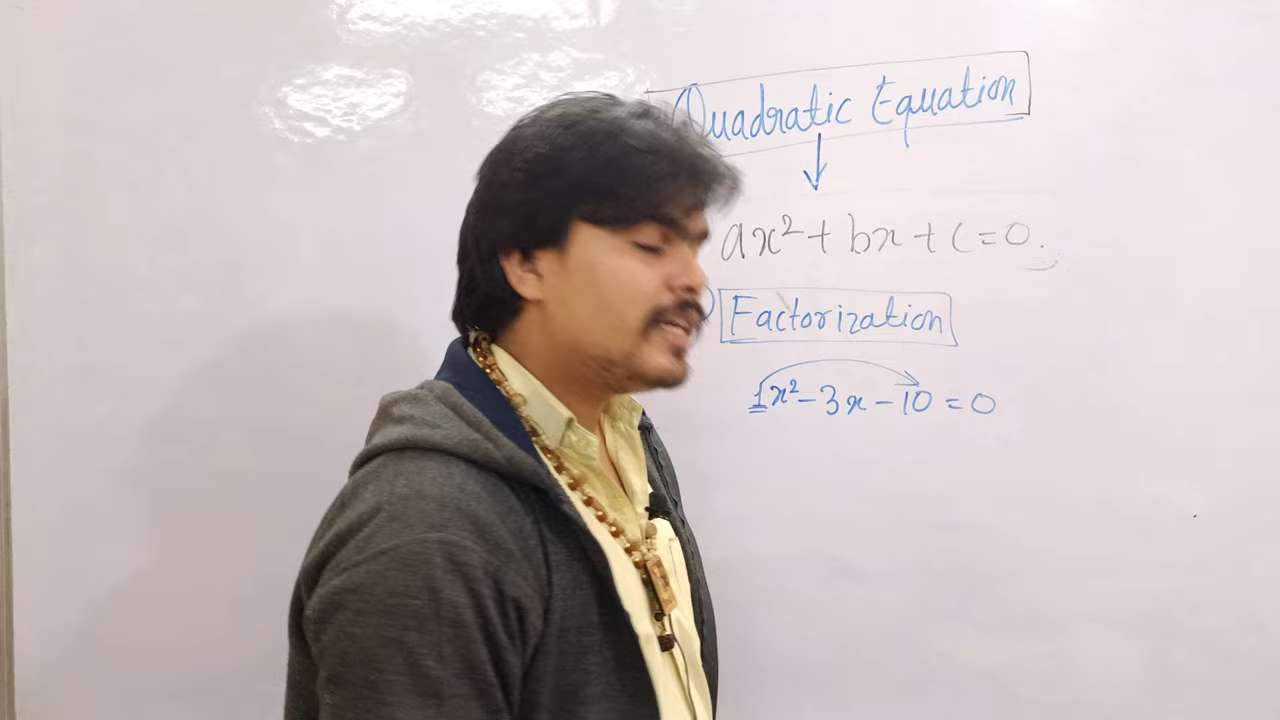 Quadratic Equation
ax²+bx+c=0.
Factorization
1x²-3x-10=0